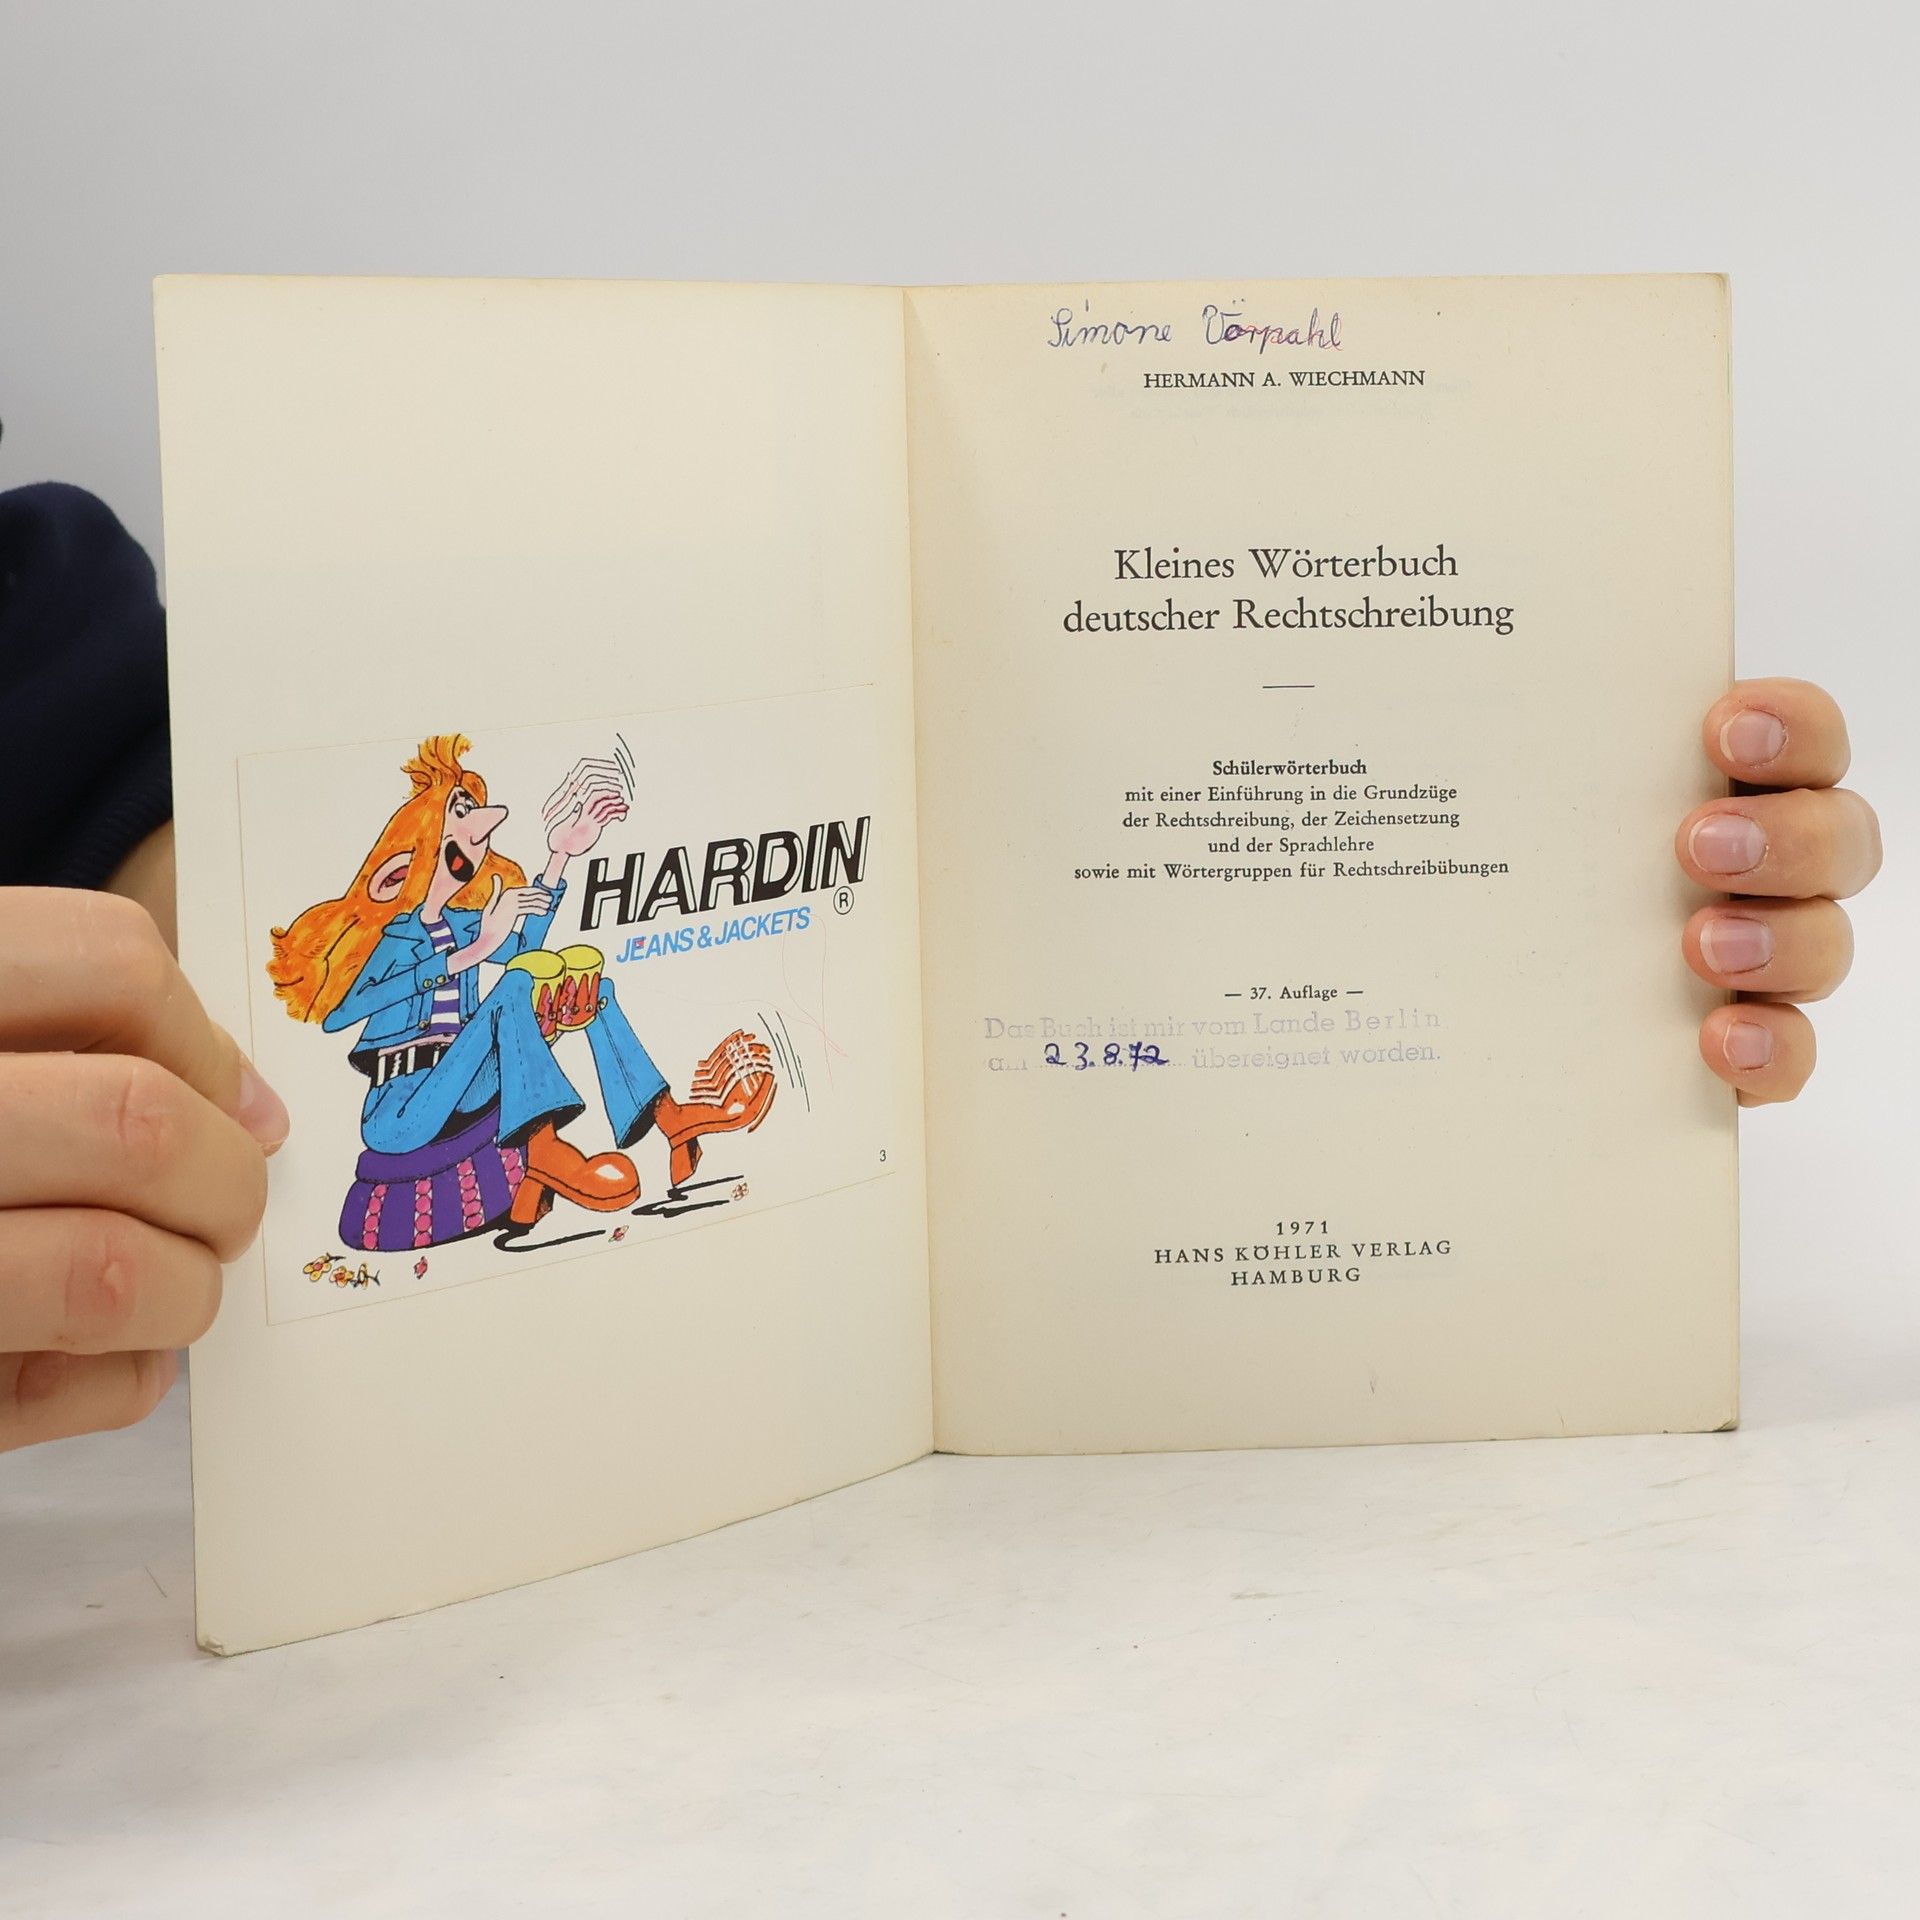 HARDIN
®
JEANS & JACKETS
3
Simone Vörpahl
HERMANN A. WIECHMANN
Kleines Wörterbuch
deutscher Rechtschreibung
Schülerwörterbuch
mit einer Einführung in die Grundzüge
der Rechtschreibung, der Zeichensetzung
und der Sprachlehre
sowie mit Wörtergruppen für Rechtschreibübungen
— 37. Auflage —
Das Buch ist mir vom Lande Berlin
am 23.8.72 übereignet worden.
1971
HANS KÖHLER VERLAG
HAMBURG